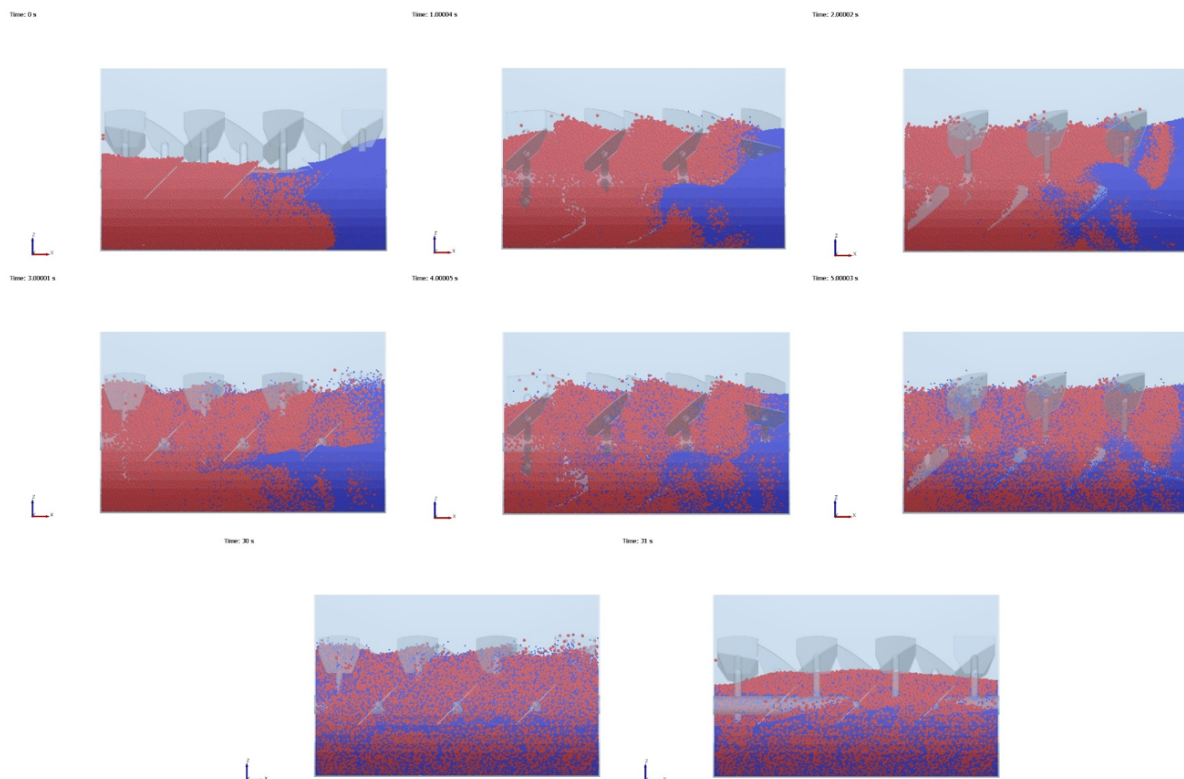 Time: 0 s
Time: 1.00004 s
Time: 2.00002 s
Z
X
Z
X
Z
X
Time: 3.00001 s
Time: 4.00005 s
Time: 5.00003 s
Z
X
Z
X
Z
X
Time: 30 s
Time: 31 s
Z
Z